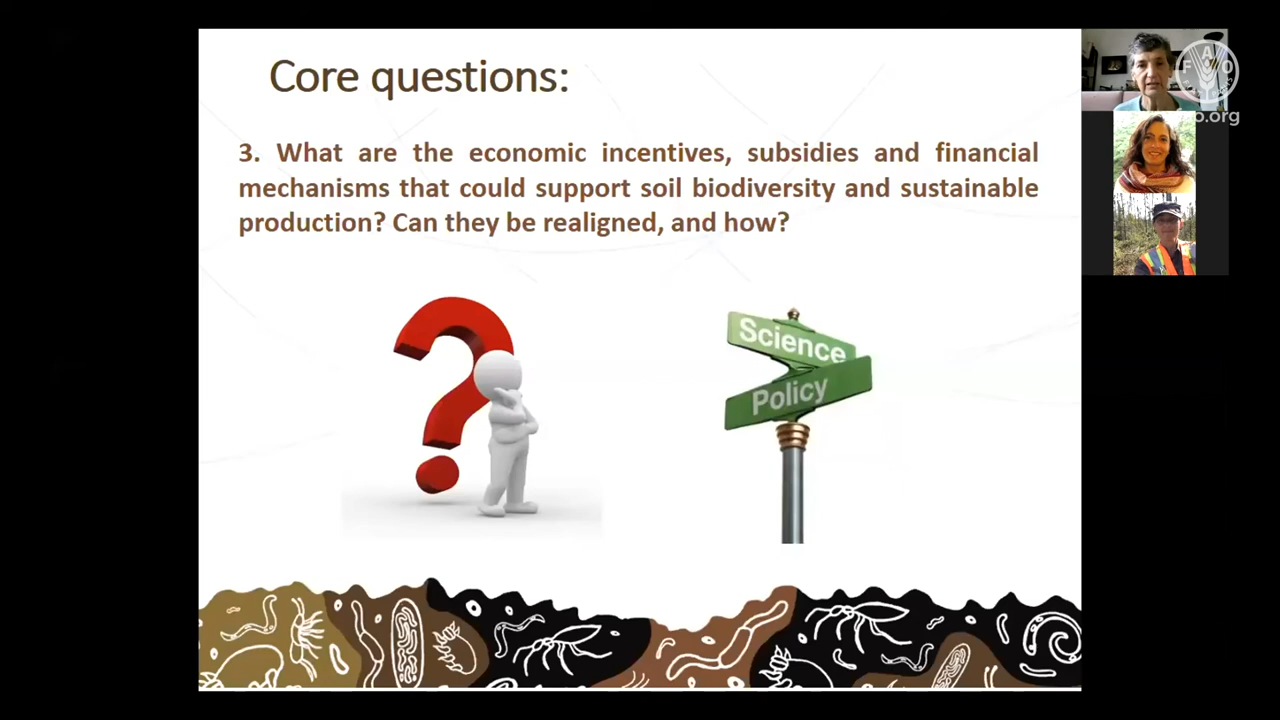 Core questions:
3. What are the economic incentives, subsidies and financial
mechanisms that could support soil biodiversity and sustainable
production? Can they be realigned, and how?
Science
Policy
F A O